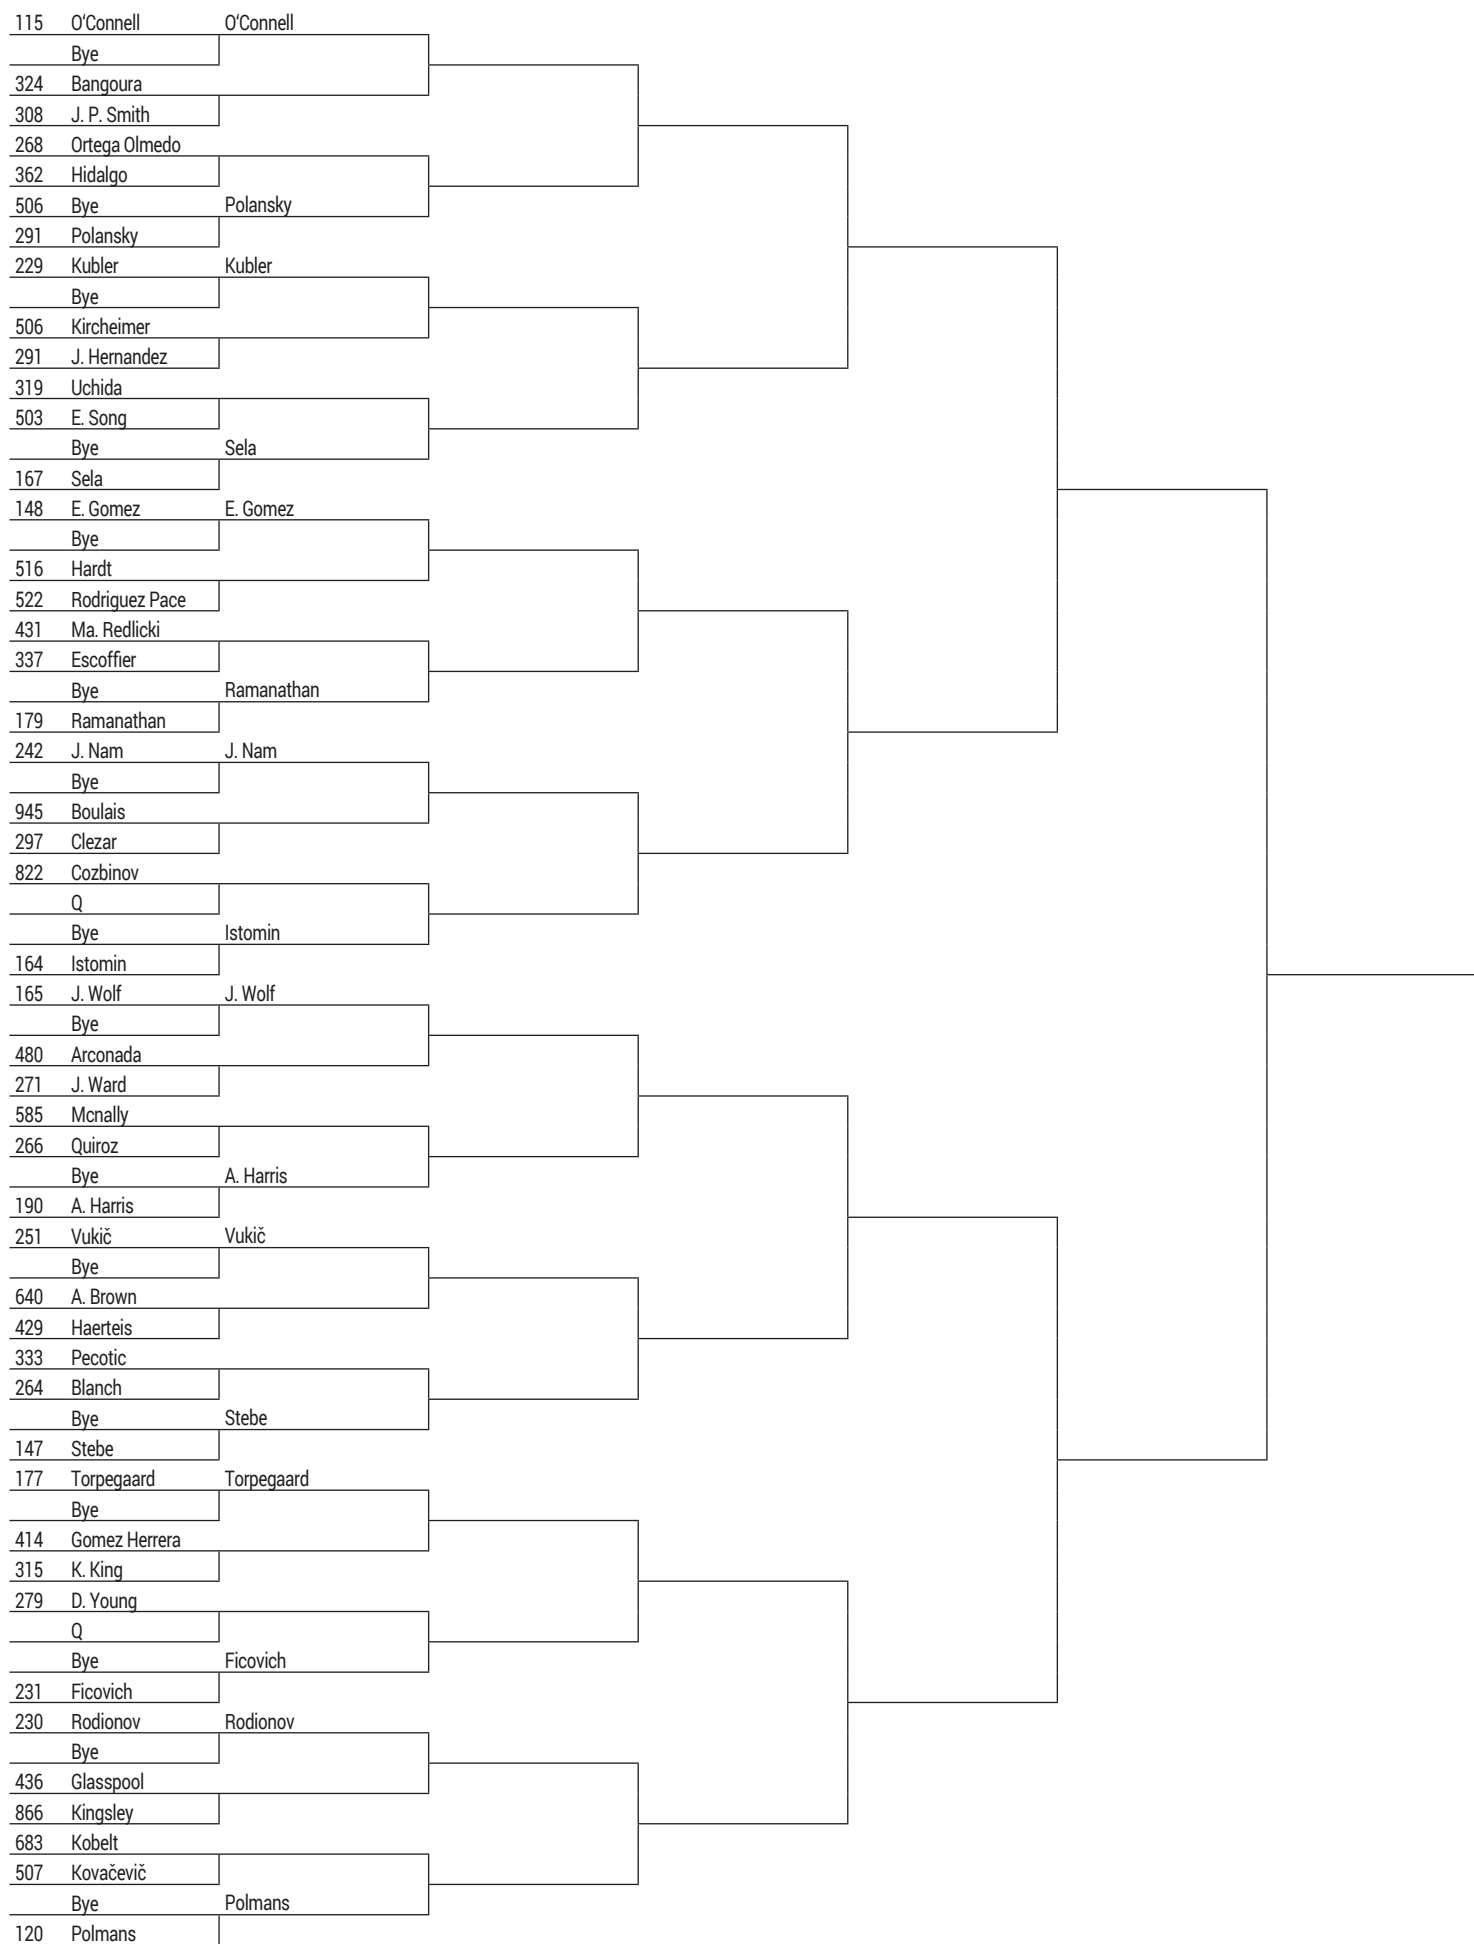 115 O'Connell O'Connell
Bye
324 Bangoura
308 J. P. Smith
268 Ortega Olmedo
362 Hidalgo
506 Bye Polansky
291 Polansky
229 Kubler Kubler
Bye
506 Kircheimer
291 J. Hernandez
319 Uchida
503 E. Song
Bye Sela
167 Sela
148 E. Gomez E. Gomez
Bye
516 Hardt
522 Rodriguez Pace
431 Ma. Redlicki
337 Escoffier
Bye Ramanathan
179 Ramanathan
242 J. Nam J. Nam
Bye
945 Boulais
297 Clezar
822 Cozbinov
Q
Bye Istomin
164 Istomin
165 J. Wolf J. Wolf
Bye
480 Arconada
271 J. Ward
585 Mcnally
266 Quiroz
Bye A. Harris
190 A. Harris
251 Vukič Vukič
Bye
640 A. Brown
429 Haerteis
333 Pecotic
264 Blanch
Bye Stebe
147 Stebe
177 Torpegaard Torpegaard
Bye
414 Gomez Herrera
315 K. King
279 D. Young
Q
Bye Ficovich
231 Ficovich
230 Rodionov Rodionov
Bye
436 Glasspool
866 Kingsley
683 Kobelt
507 Kovačevič
Bye Polmans
120 Polmans